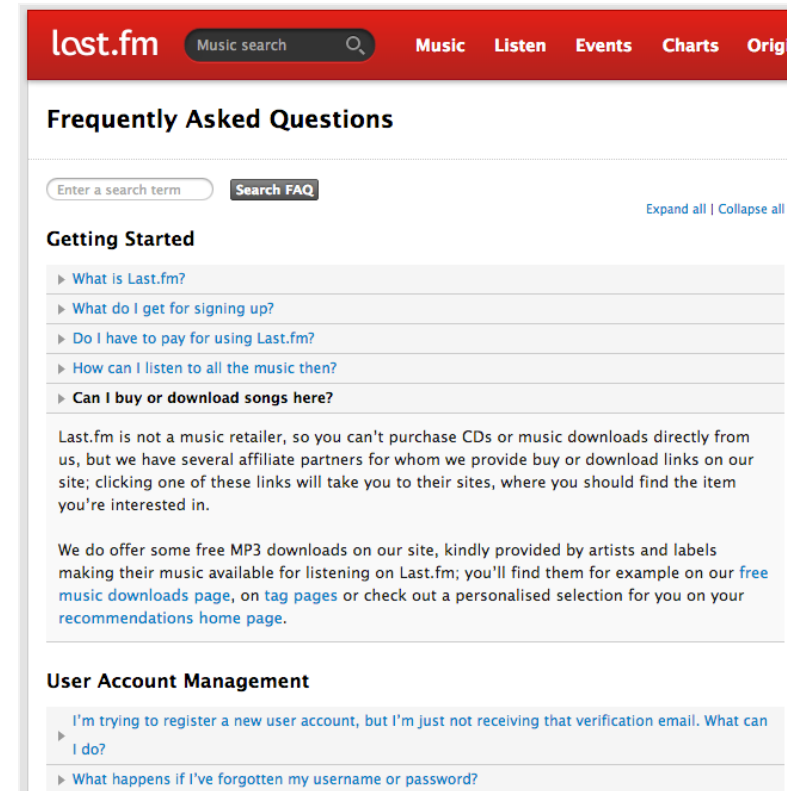 last.fm Music search Music Listen Events Charts Origi
Frequently Asked Questions
Enter a search term Search FAQ
Expand all | Collapse all
Getting Started
What is Last.fm?
What do I get for signing up?
Do I have to pay for using Last.fm?
How can I listen to all the music then?
Can I buy or download songs here?
Last.fm is not a music retailer, so you can't purchase CDs or music downloads directly from
us, but we have several affiliate partners for whom we provide buy or download links on our
site; clicking one of these links will take you to their sites, where you should find the item
you're interested in.
We do offer some free MP3 downloads on our site, kindly provided by artists and labels
making their music available for listening on Last.fm; you'll find them for example on our free
music downloads page, on tag pages or check out a personalised selection for you on your
recommendations home page.
User Account Management
I'm trying to register a new user account, but I'm just not receiving that verification email. What can
I do?
What happens if I've forgotten my username or password?